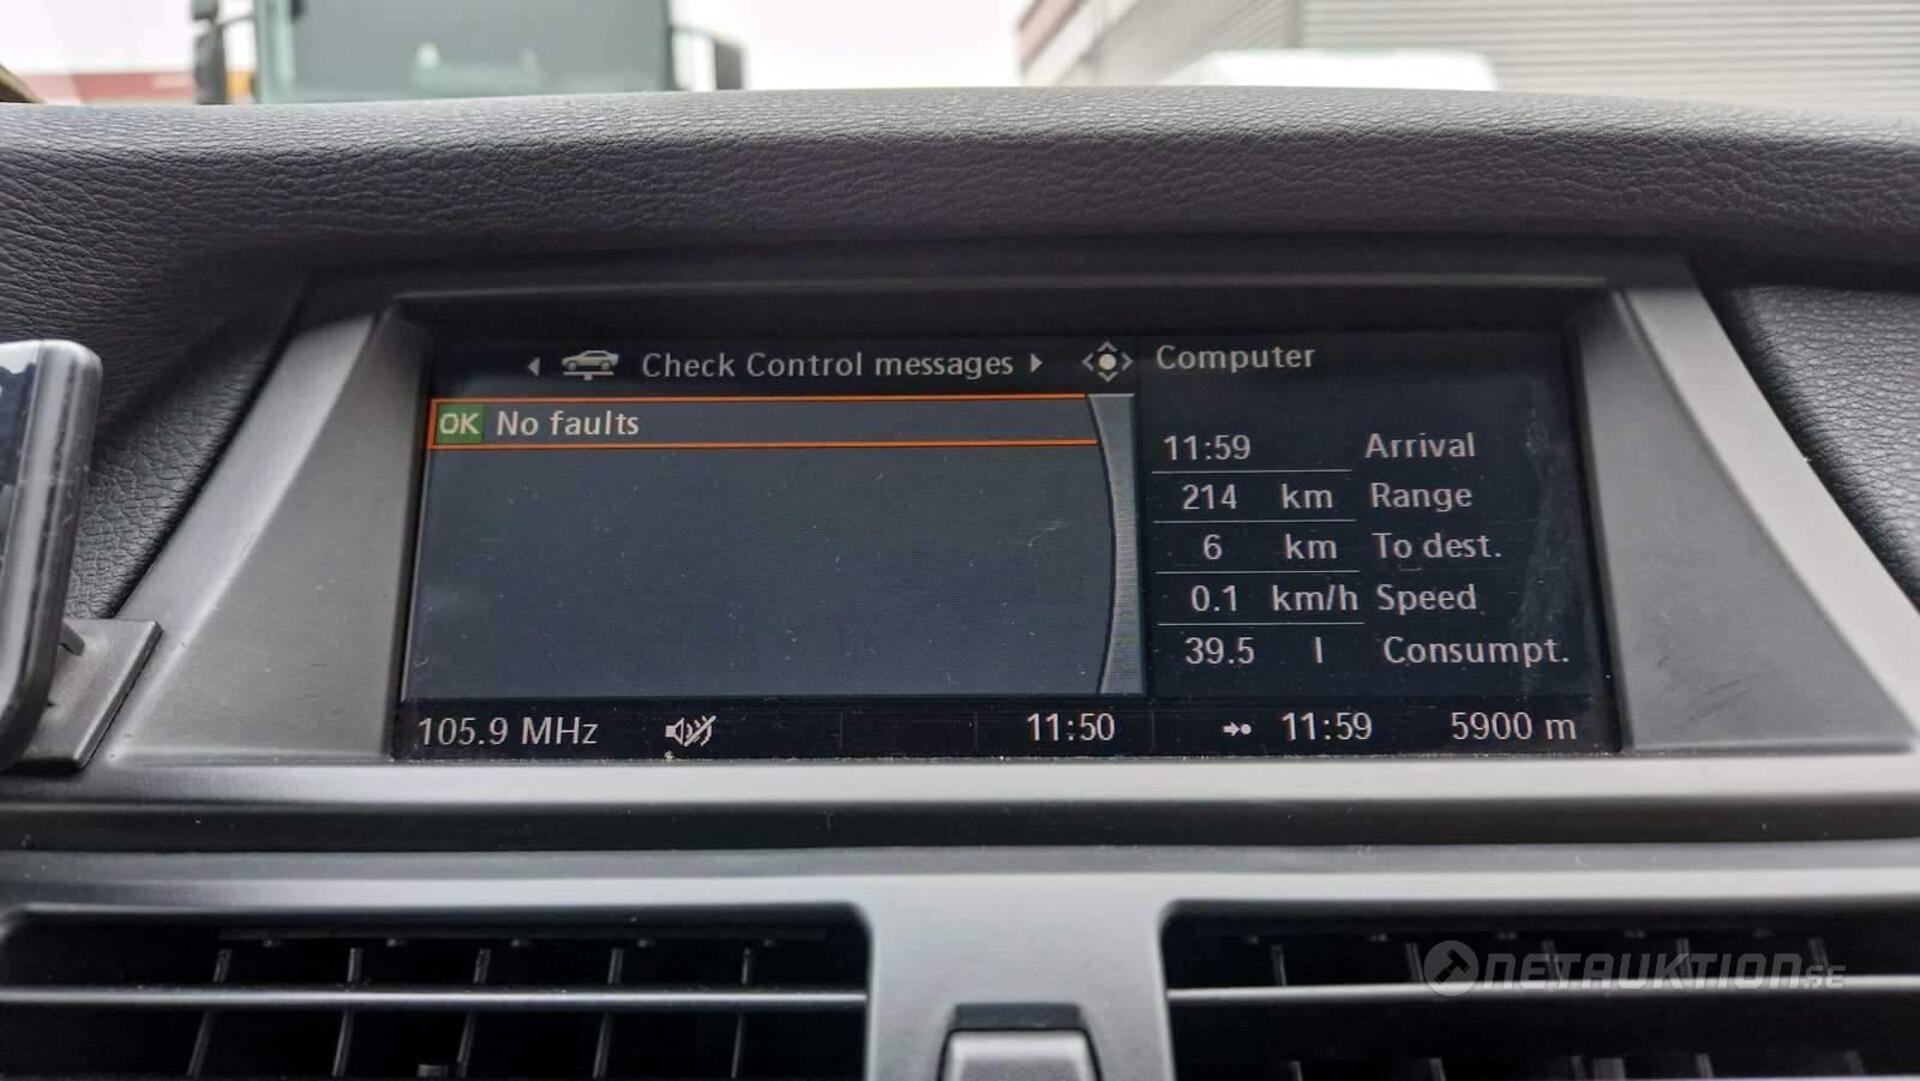 Check Control messages
Computer
OK No faults
11:59 Arrival
214 km Range
6 km To dest.
0.1 km/h Speed
39.5 l Consumpt.
105.9 MHz 11:50 11:59 5900 m
NETAUKTION.SE